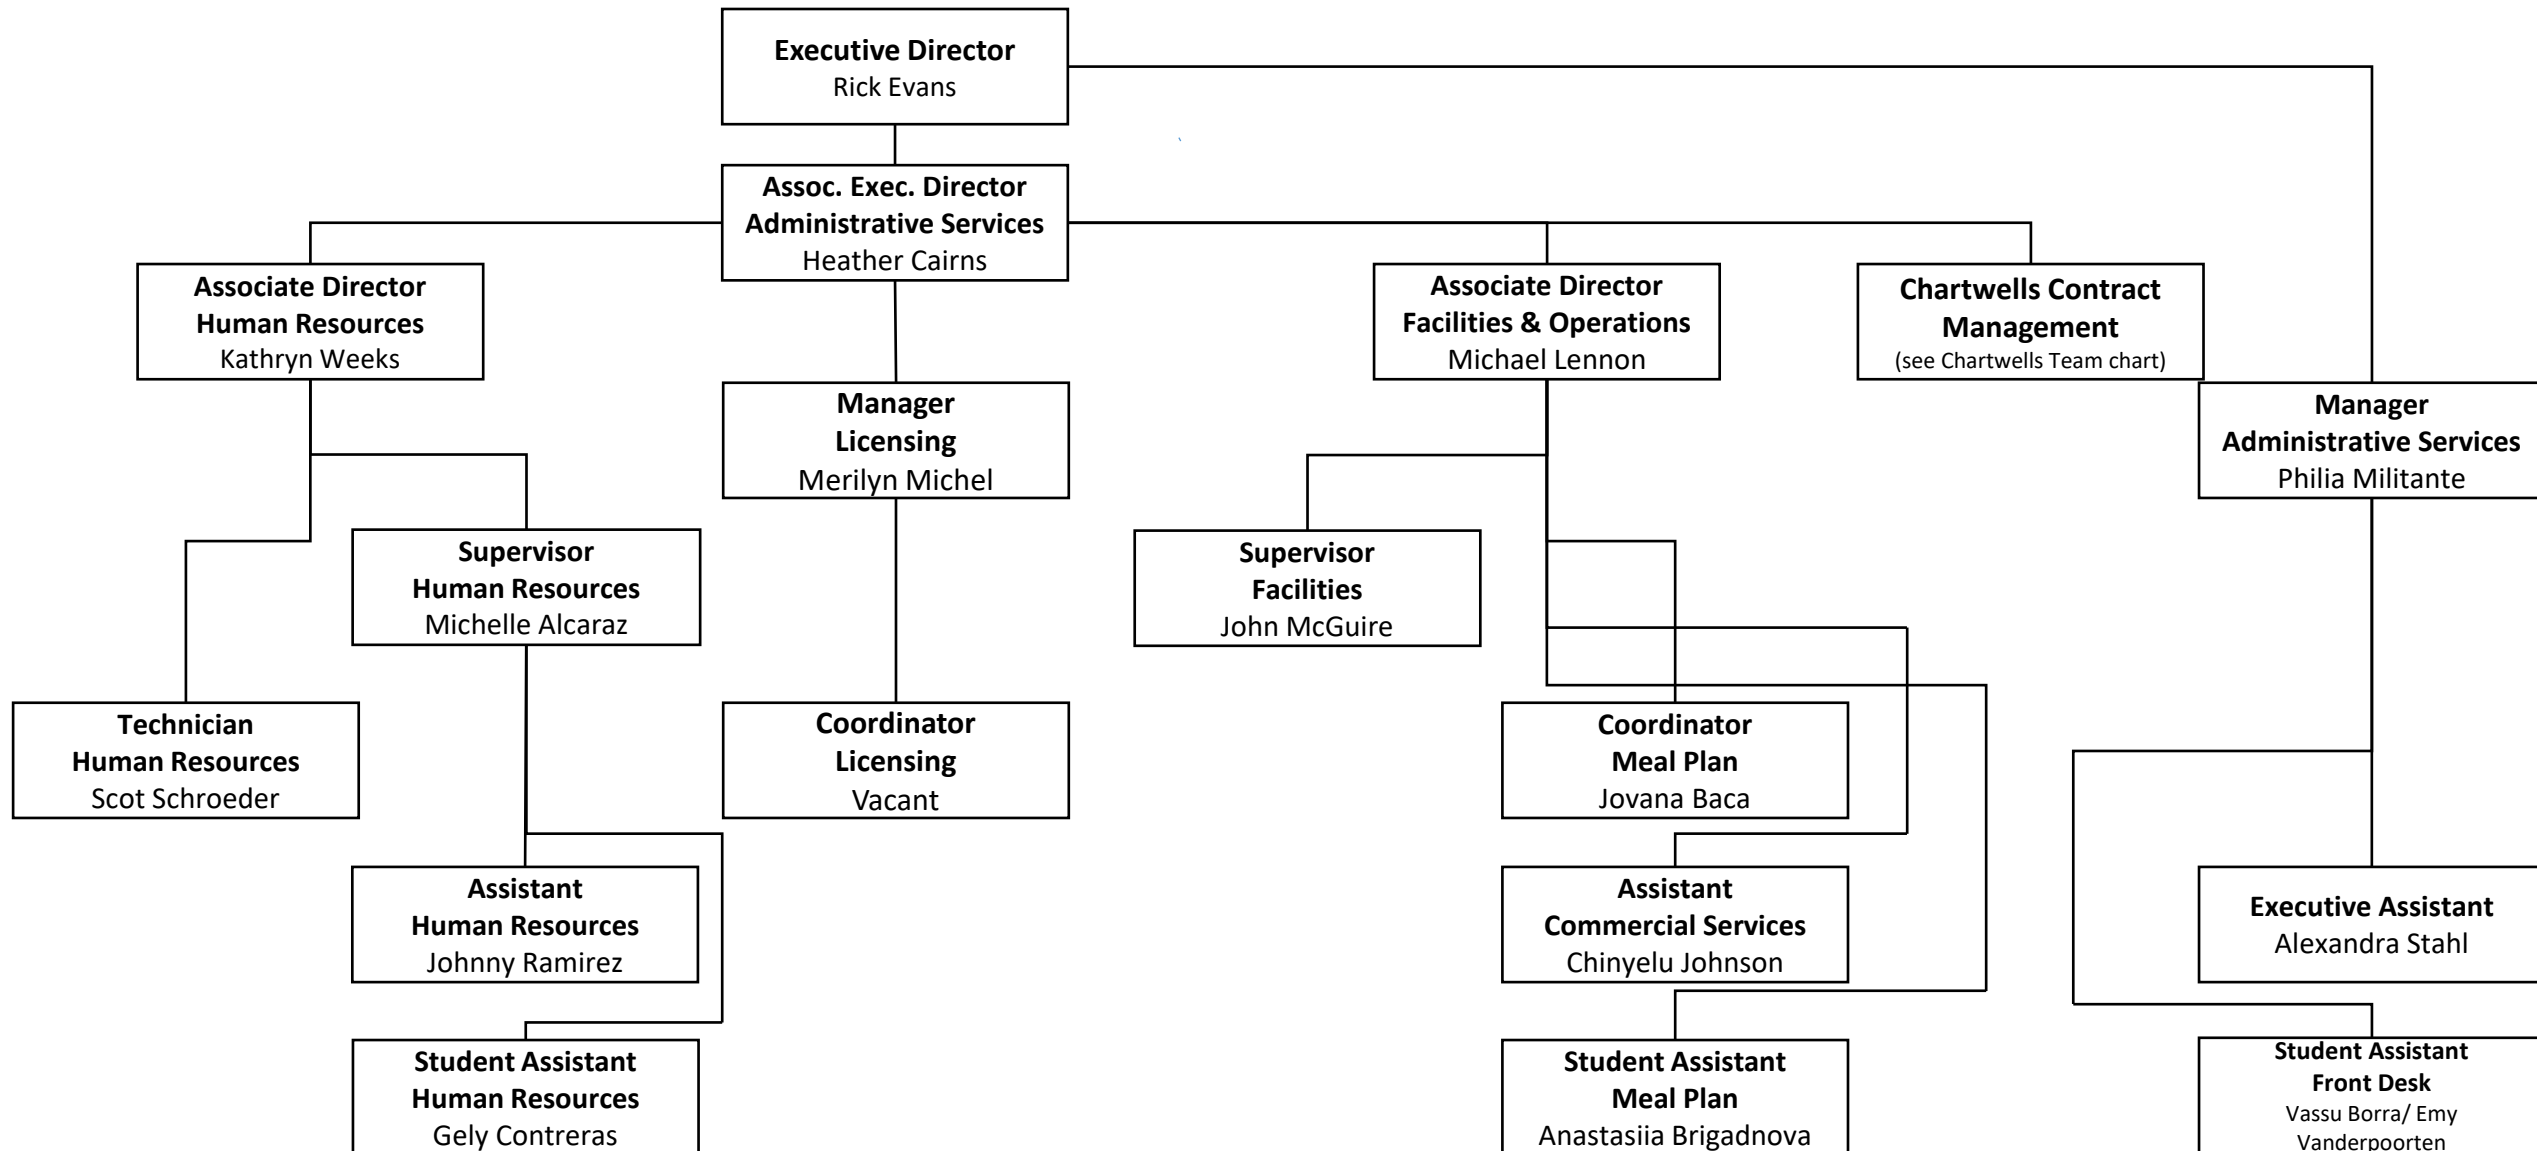 Executive Director
Rick Evans
Assoc. Exec. Director
Administrative Services
Heather Cairns
Associate Director
Human Resources
Kathryn Weeks
Associate Director
Facilities & Operations
Michael Lennon
Chartwells Contract
Management
(see Chartwells Team chart)
Manager
Licensing
Merilyn Michel
Manager
Administrative Services
Philia Militante
Supervisor
Human Resources
Michelle Alcaraz
Supervisor
Facilities
John McGuire
Technician
Human Resources
Scot Schroeder
Coordinator
Licensing
Vacant
Coordinator
Meal Plan
Jovana Baca
Assistant
Human Resources
Johnny Ramirez
Assistant
Commercial Services
Chinyelu Johnson
Executive Assistant
Alexandra Stahl
Student Assistant
Human Resources
Gely Contreras
Student Assistant
Meal Plan
Anastasiia Brigadnova
Student Assistant
Front Desk
Vassu Borra/ Emy
Vanderpoorten